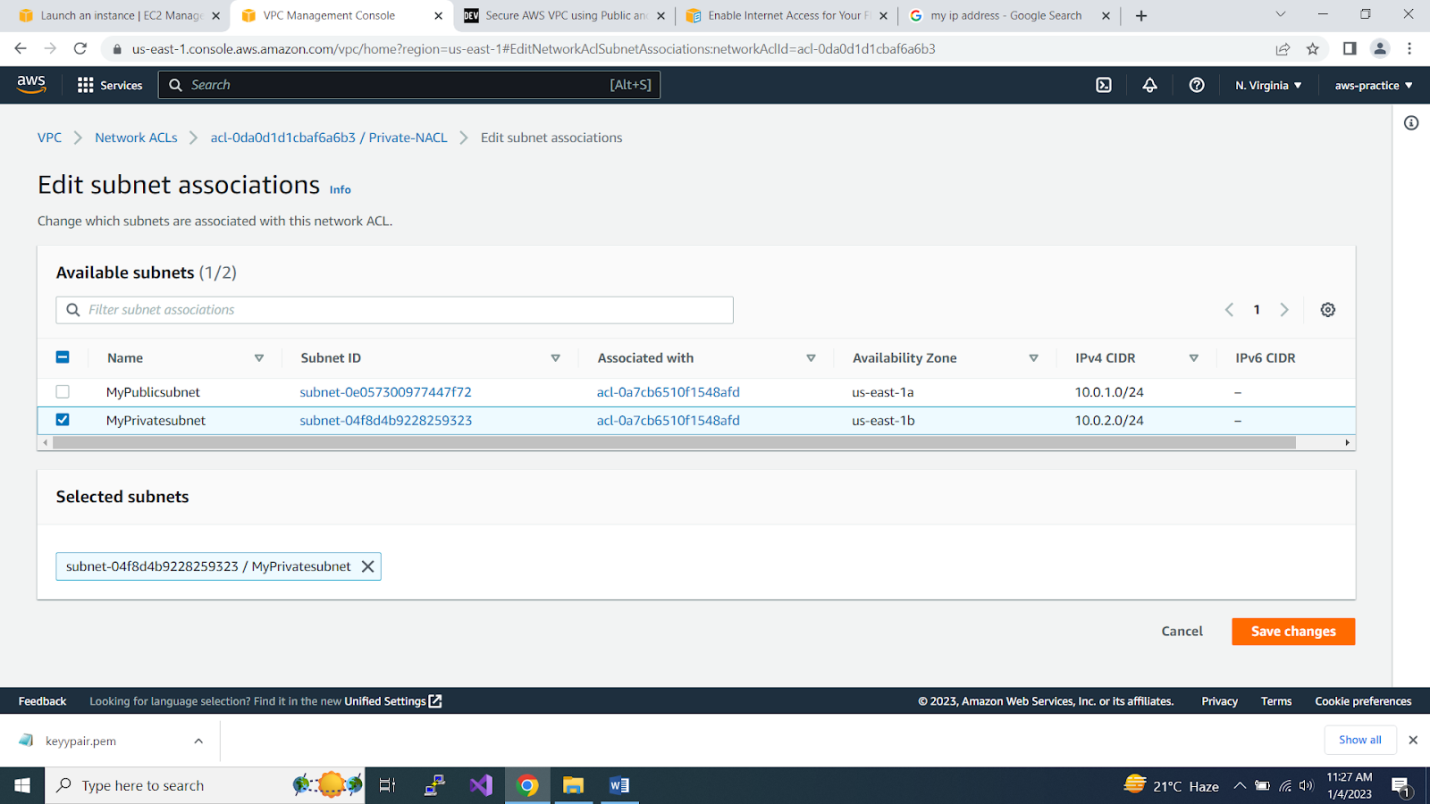 Launch an instance | EC2 Manage
VPC Management Console
DEV Secure AWS VPC using Public an
Enable Internet Access for Your Fi
my ip address - Google Search
us-east-1.console.aws.amazon.com/vpc/home?region=us-east-1#EditNetworkAclSubnetAssociations:networkAclId=acl-0da0d1d1cbaf6a6b3
aws Services Search [Alt+S] N. Virginia aws-practice
VPC Network ACLs acl-0da0d1d1cbaf6a6b3 / Private-NACL Edit subnet associations
Edit subnet associations Info
Change which subnets are associated with this network ACL.
Available subnets (1/2)
Filter subnet associations 1
Name Subnet ID Associated with Availability Zone IPv4 CIDR IPv6 CIDR
MyPublicsubnet subnet-0e057300977447f72 acl-0a7cb6510f1548afd us-east-1a 10.0.1.0/24 –
MyPrivatesubnet subnet-04f8d4b9228259323 acl-0a7cb6510f1548afd us-east-1b 10.0.2.0/24 –
Selected subnets
subnet-04f8d4b9228259323 / MyPrivatesubnet
Cancel Save changes
Feedback Looking for language selection? Find it in the new Unified Settings © 2023, Amazon Web Services, Inc. or its affiliates. Privacy Terms Cookie preferences
keyypair.pem Show all
Type here to search 21°C Haze 11:27 AM
1/4/2023 1